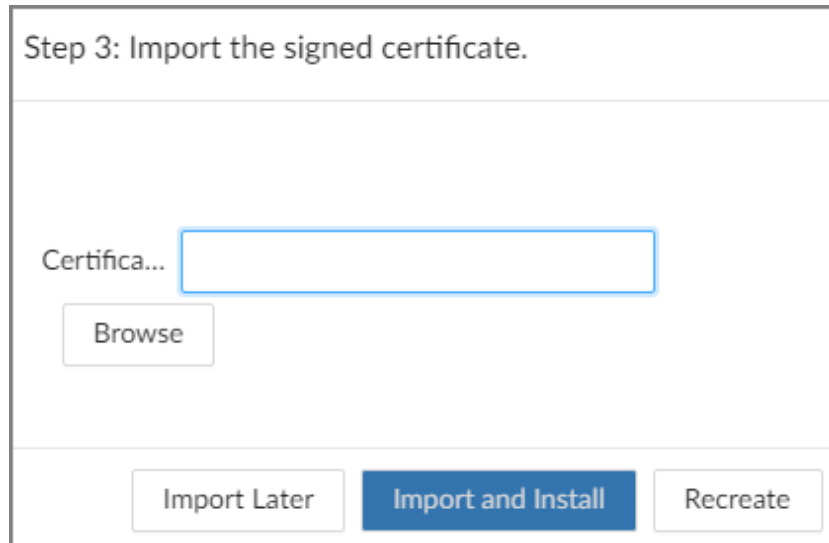 Step 3: Import the signed certificate.
Certifica...
Browse
Import Later Import and Install Recreate